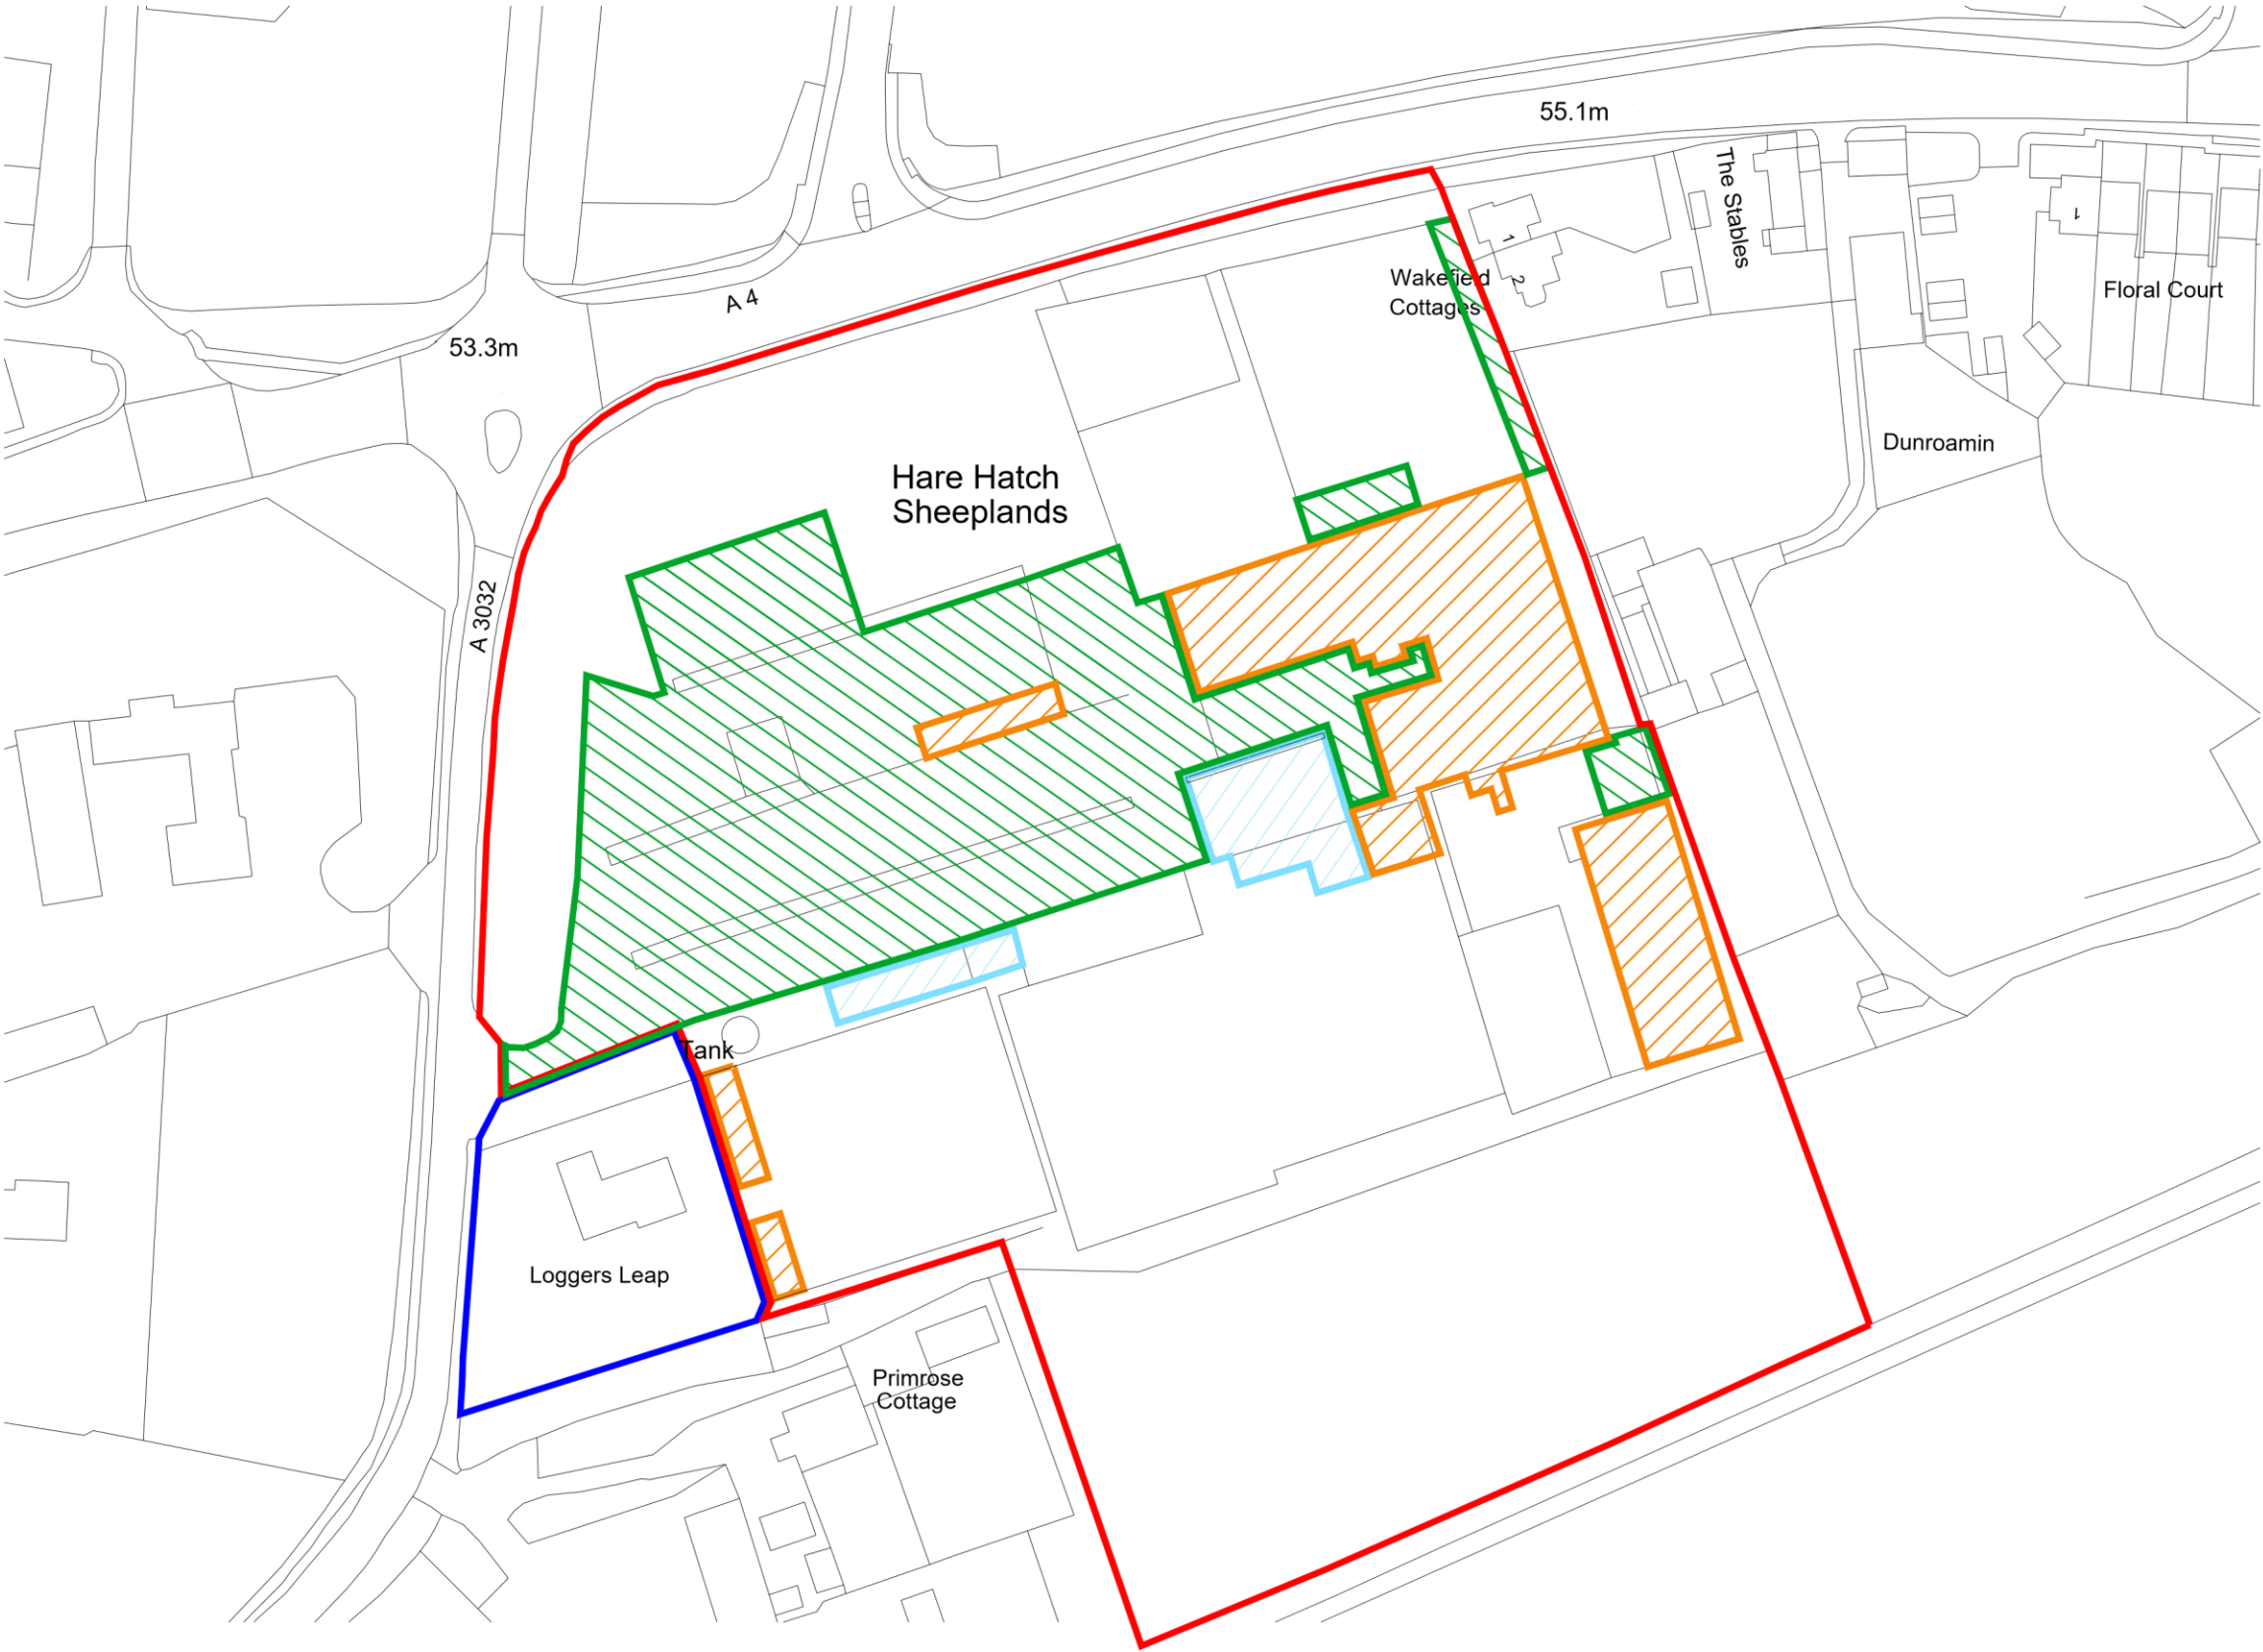 55.1m
The Stables
1
1
2
Wakefield
Cottages
Floral Court
A 4
53.3m
Dunroamin
Hare Hatch
Sheeplands
A 3032
Tank
Loggers Leap
Primrose
Cottage